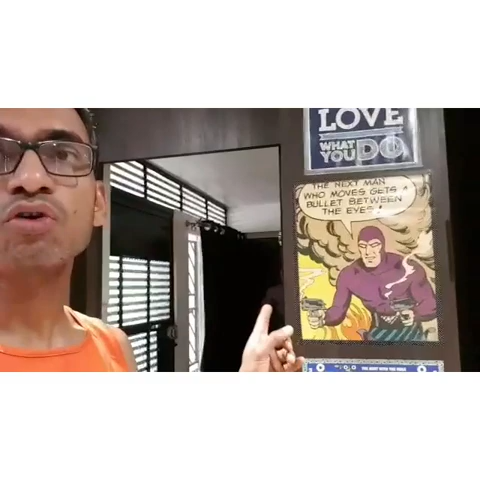 LOVE
WHAT
YOU DO
THE NEXT MAN
WHO MOVES GETS A
BULLET BETWEEN
THE EYES!